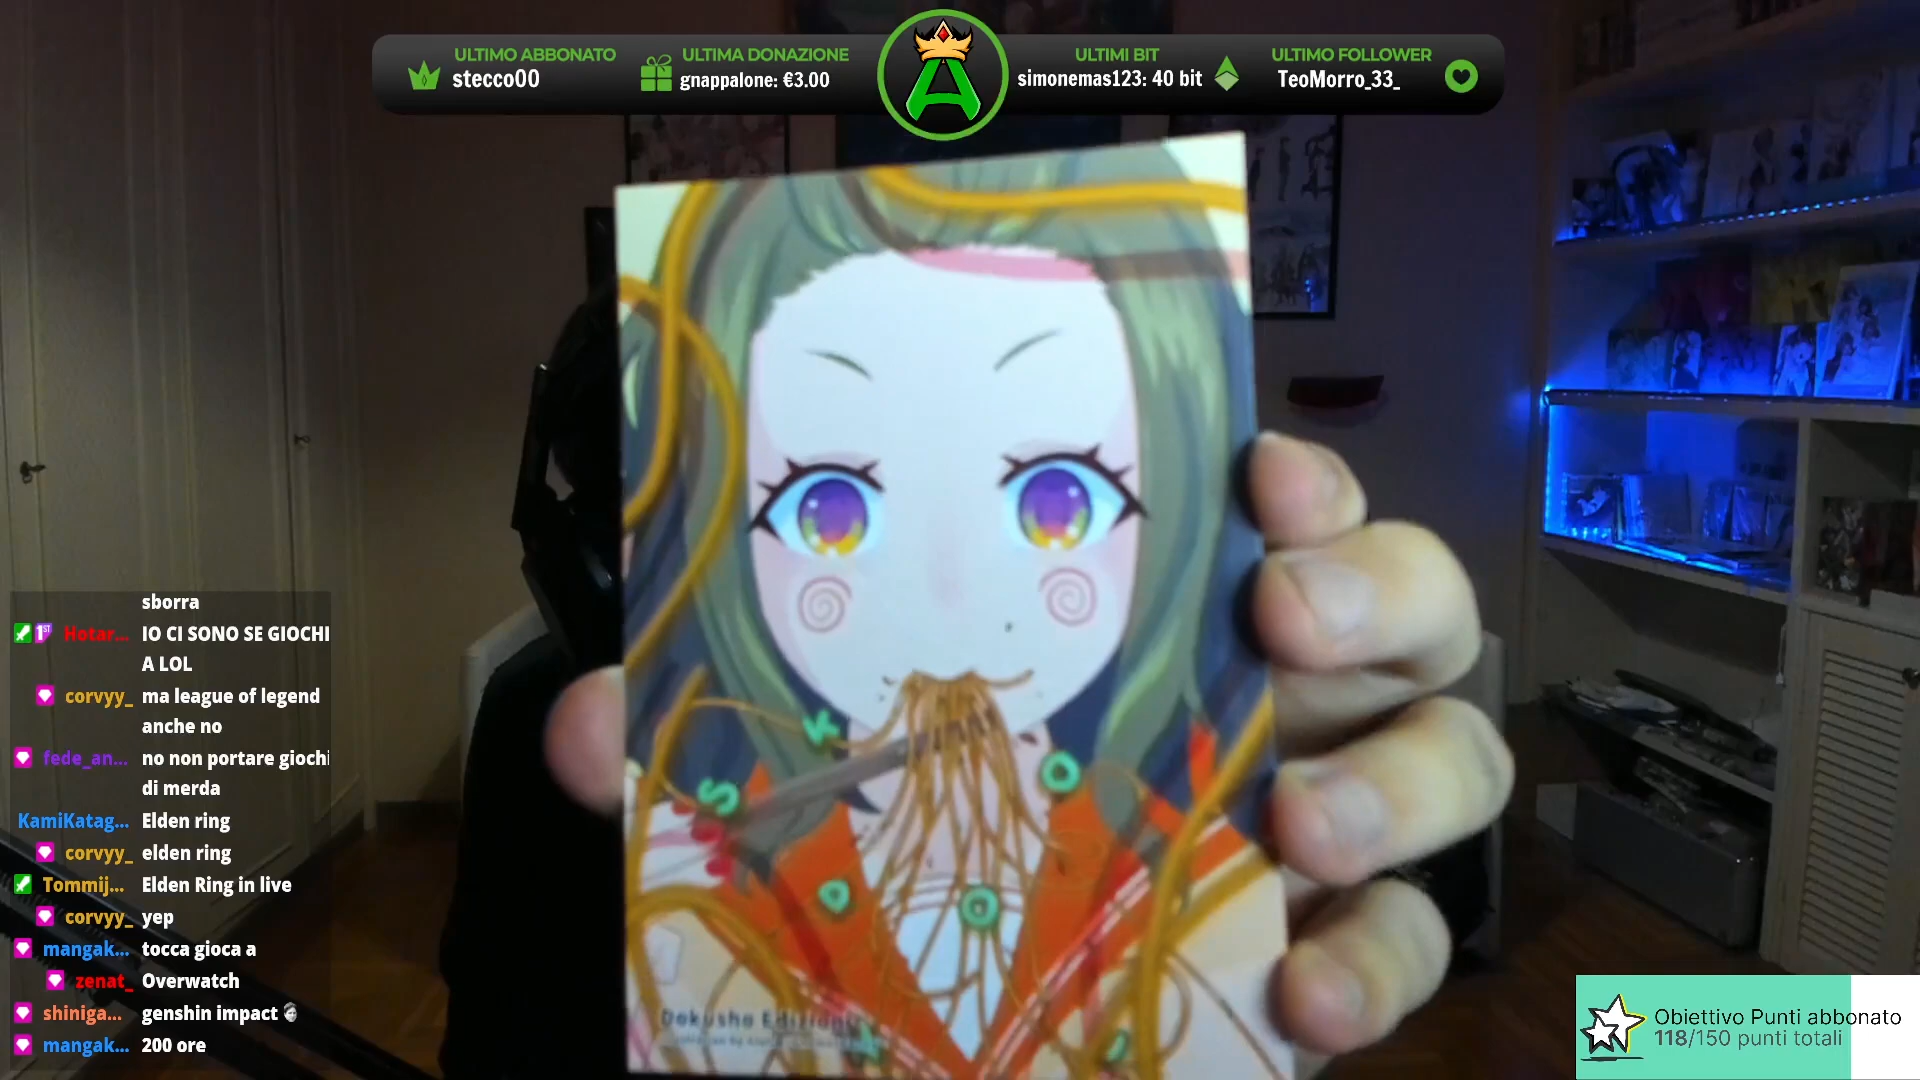 ULTIMO ABBONATO
stecco00
ULTIMA DONAZIONE
gnappalone: €3.00
ULTIMI BIT
simonemas123: 40 bit
ULTIMO FOLLOWER
TeoMorro_33_
sborra
Hotar... IO CI SONO SE GIOCHI
A LOL
corvyy_ ma league of legend
anche no
fede_an... no non portare giochi
di merda
KamiKatag... Elden ring
corvyy_ elden ring
Tommij... Elden Ring in live
corvyy_ yep
mangak... tocca gioca a
zenat_ Overwatch
shiniga... genshin impact
mangak... 200 ore
D O K U S H O
Dokusho Edizioni
Obiettivo Punti abbonato
118/150 punti totali